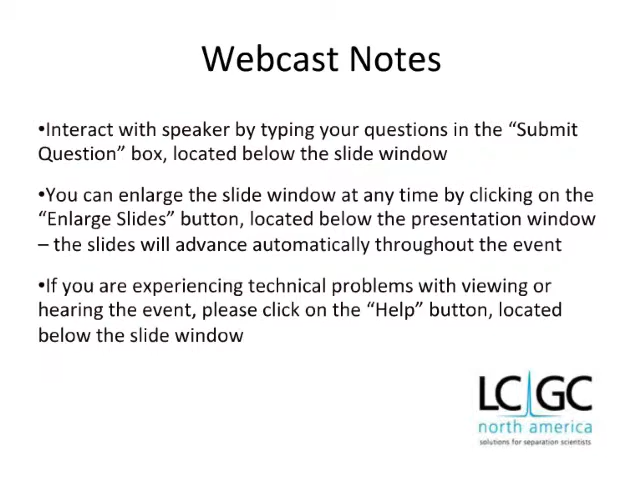 Webcast Notes
•Interact with speaker by typing your questions in the “Submit
Question” box, located below the slide window
•You can enlarge the slide window at any time by clicking on the
“Enlarge Slides” button, located below the presentation window
– the slides will advance automatically throughout the event
•If you are experiencing technical problems with viewing or
hearing the event, please click on the “Help” button, located
below the slide window
LC GC
north america
solutions for separation scientists